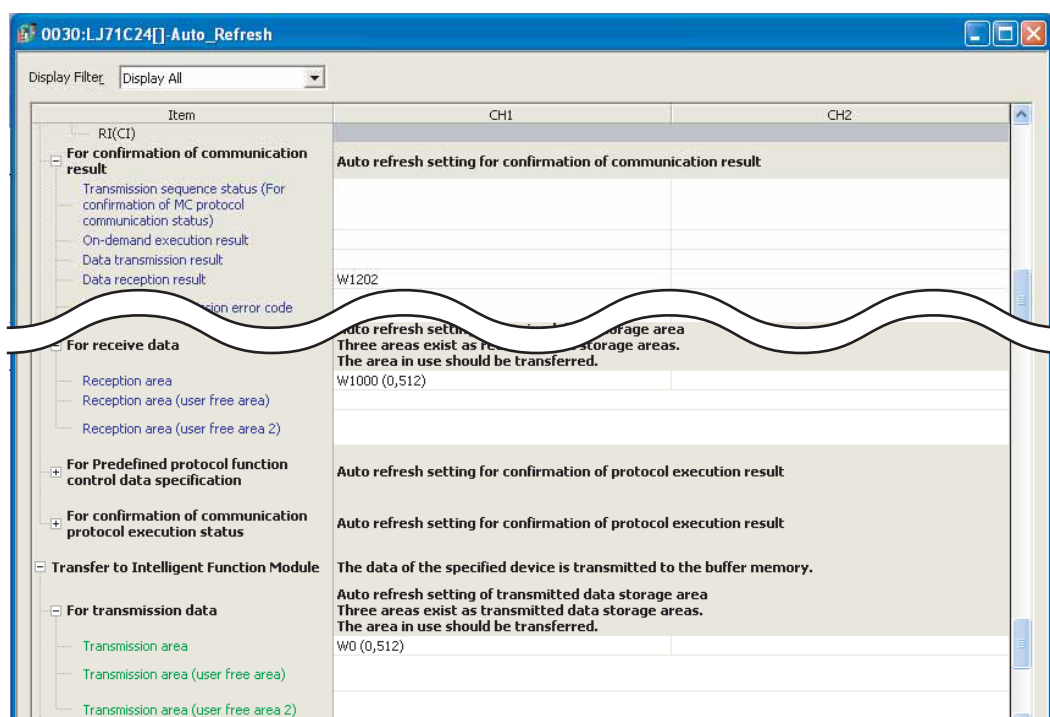 0030:LJ71C24[]-Auto_Refresh
Display Filter Display All
Item CH1 CH2
RI(CI)
For confirmation of communication
result
Auto refresh setting for confirmation of communication result
Transmission sequence status (For
confirmation of MC protocol
communication status)
On-demand execution result
Data transmission result
Data reception result W1202
error code
For receive data
area
Three areas exist as storage areas.
The area in use should be transferred.
Reception area W1000 (0,512)
Reception area (user free area)
Reception area (user free area 2)
For Predefined protocol function
control data specification
Auto refresh setting for confirmation of protocol execution result
For confirmation of communication
protocol execution status
Auto refresh setting for confirmation of protocol execution result
Transfer to Intelligent Function Module The data of the specified device is transmitted to the buffer memory.
For transmission data
Auto refresh setting of transmitted data storage area
Three areas exist as transmitted data storage areas.
The area in use should be transferred.
Transmission area W0 (0,512)
Transmission area (user free area)
Transmission area (user free area 2)